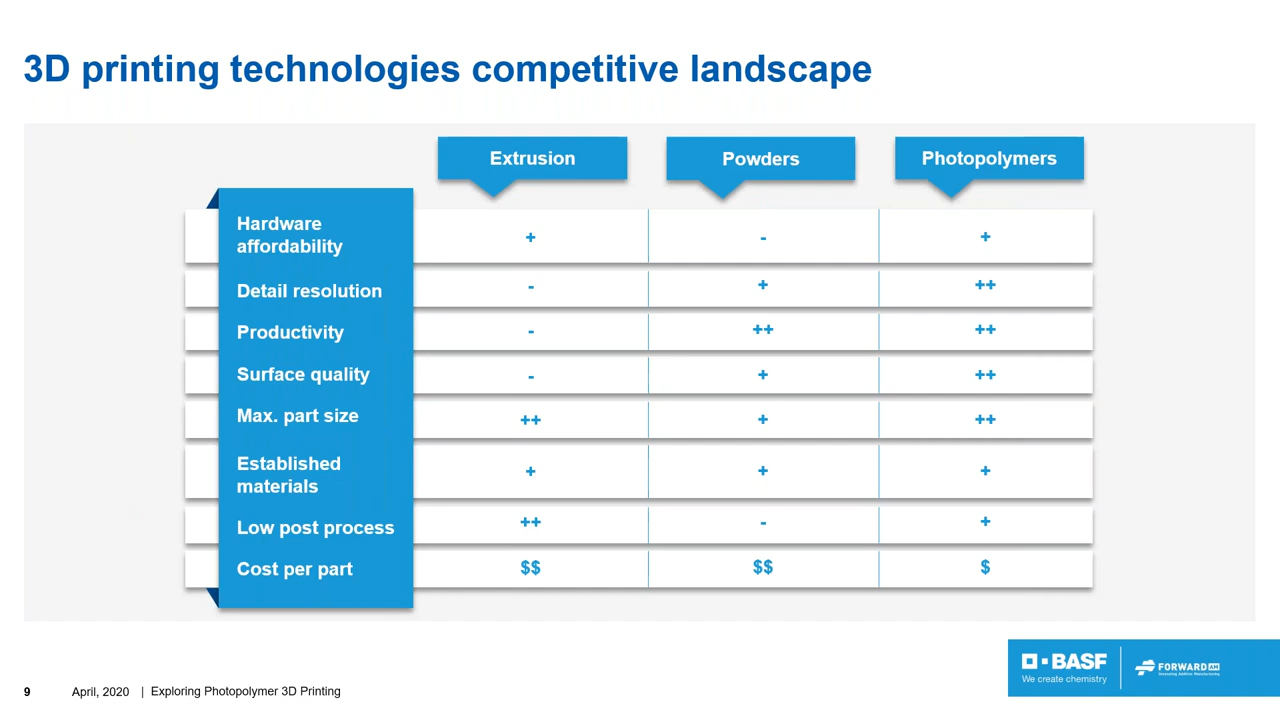 3D printing technologies competitive landscape
Extrusion Powders Photopolymers
Hardware
affordability + - +
Detail resolution - + ++
Productivity - ++ ++
Surface quality - + ++
Max. part size ++ + ++
Established
materials + + +
Low post process ++ - +
Cost per part $$ $$ $
BASF
We create chemistry
FORWARD AM
9 April, 2020 | Exploring Photopolymer 3D Printing